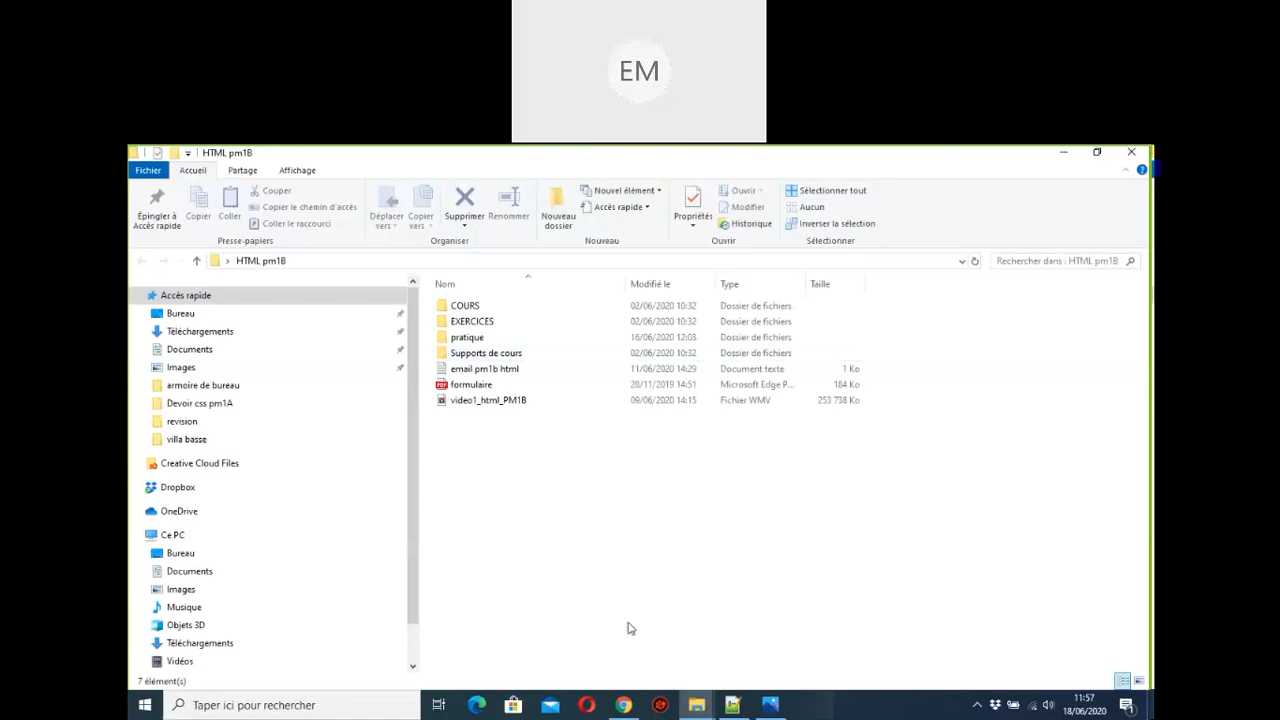 EM
HTML pm1B
Fichier Accueil Partage Affichage
Épingler à Accès rapide
Copier
Coller
Couper
Copier le chemin d'accès
Coller le raccourci
Presse-papiers
Déplacer vers
Copier vers
Supprimer
Renommer
Organiser
Nouveau dossier
Nouvel élément
Accès rapide
Nouveau
Propriétés
Ouvrir
Modifier
Historique
Ouvrir
Sélectionner tout
Aucun
Inverser la sélection
Sélectionner
HTML pm1B
Rechercher dans : HTML pm1B
Accès rapide
Bureau
Téléchargements
Documents
Images
armoire de bureau
Devoir css pm1A
revision
villa basse
Creative Cloud Files
Dropbox
OneDrive
Ce PC
Bureau
Documents
Images
Musique
Objets 3D
Téléchargements
Vidéos
Nom Modifié le Type Taille
COURS 02/06/2020 10:32 Dossier de fichiers
EXERCICES 02/06/2020 10:32 Dossier de fichiers
pratique 16/06/2020 12:03 Dossier de fichiers
Supports de cours 02/06/2020 10:32 Dossier de fichiers
email pm1b html 11/06/2020 14:29 Document texte 1 Ko
formulaire 28/11/2019 14:51 Microsoft Edge P... 184 Ko
video1_html_PM1B 09/06/2020 14:15 Fichier WMV 253 738 Ko
7 élément(s)
Taper ici pour rechercher
11:57
18/06/2020